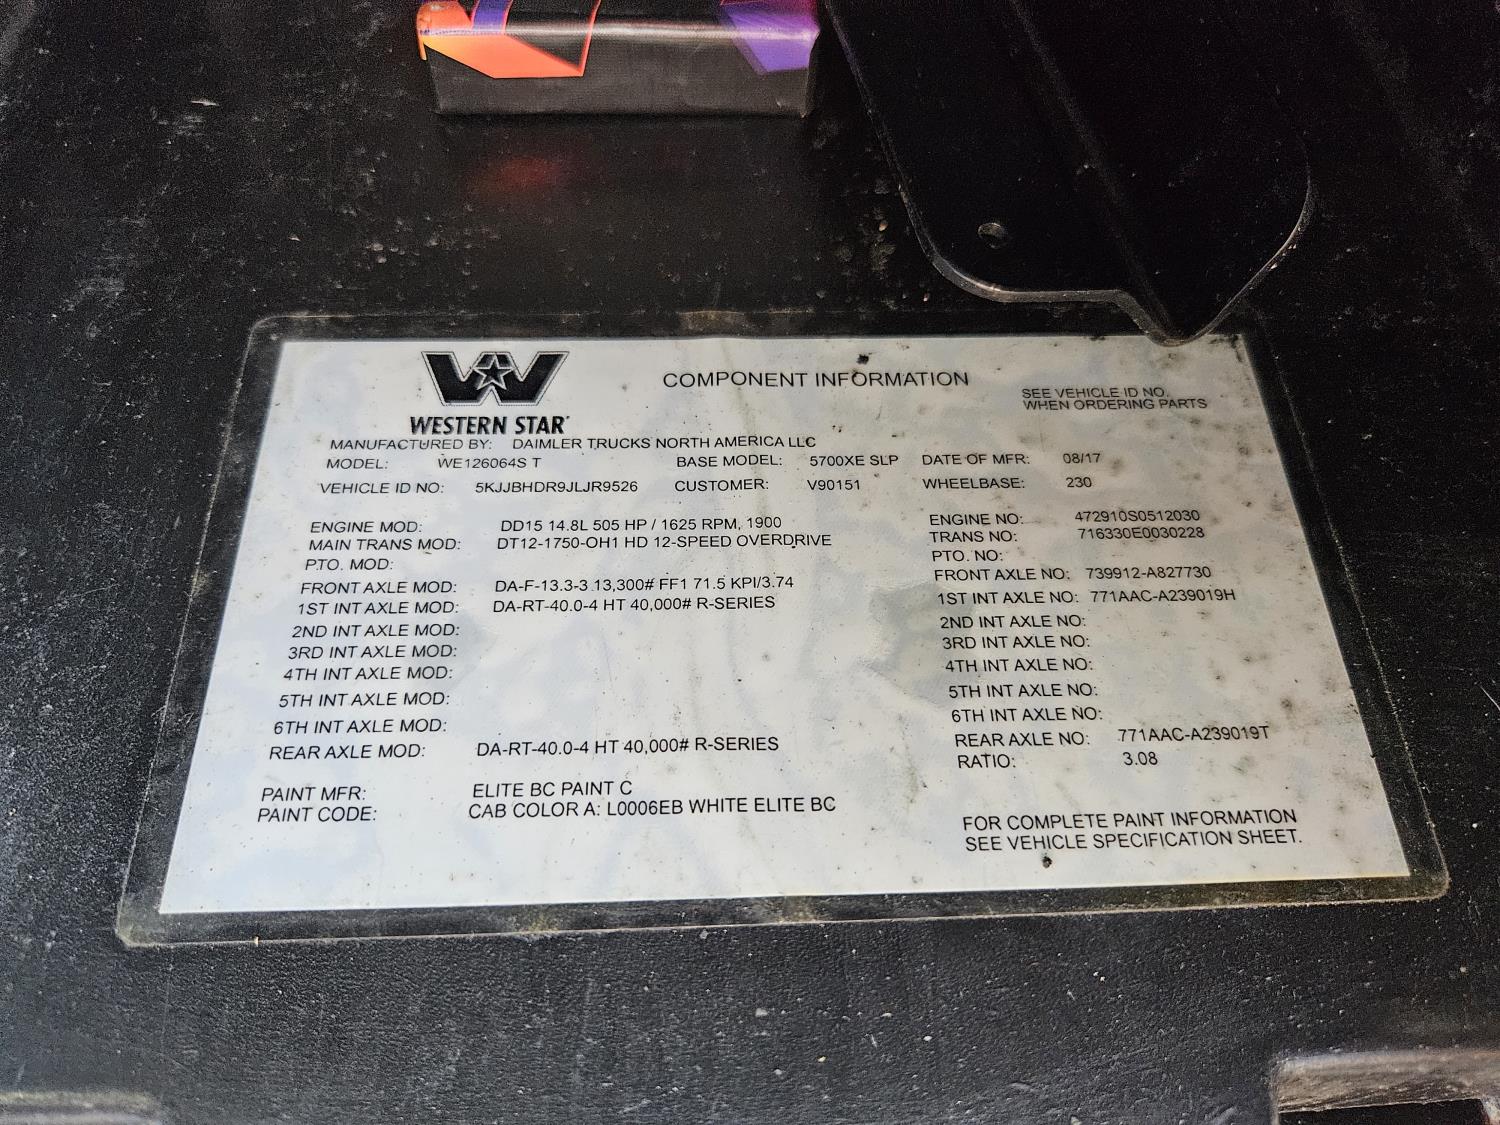 WESTERN STAR
COMPONENT INFORMATION
SEE VEHICLE ID NO.
WHEN ORDERING PARTS
MANUFACTURED BY: DAIMLER TRUCKS NORTH AMERICA LLC
MODEL: WE126064S T BASE MODEL: 5700XE SLP DATE OF MFR: 08/17
VEHICLE ID NO: 5KJJBHDR9JLJR9526 CUSTOMER: V90151 WHEELBASE: 230
ENGINE MOD: DD15 14.8L 505 HP / 1625 RPM, 1900 ENGINE NO: 472910S0512030
MAIN TRANS MOD: DT12-1750-OH1 HD 12-SPEED OVERDRIVE TRANS NO: 716330E0030228
PTO. MOD: PTO. NO:
FRONT AXLE MOD: DA-F-13.3-3 13,300# FF1 71.5 KPI/3.74 FRONT AXLE NO: 739912-A827730
1ST INT AXLE MOD: DA-RT-40.0-4 HT 40,000# R-SERIES 1ST INT AXLE NO: 771AAC-A239019H
2ND INT AXLE MOD: 2ND INT AXLE NO:
3RD INT AXLE MOD: 3RD INT AXLE NO:
4TH INT AXLE MOD: 4TH INT AXLE NO:
5TH INT AXLE MOD: 5TH INT AXLE NO:
6TH INT AXLE MOD: 6TH INT AXLE NO:
REAR AXLE MOD: DA-RT-40.0-4 HT 40,000# R-SERIES REAR AXLE NO: 771AAC-A239019T
RATIO: 3.08
PAINT MFR: ELITE BC PAINT C
PAINT CODE: CAB COLOR A: L0006EB WHITE ELITE BC
FOR COMPLETE PAINT INFORMATION
SEE VEHICLE SPECIFICATION SHEET.